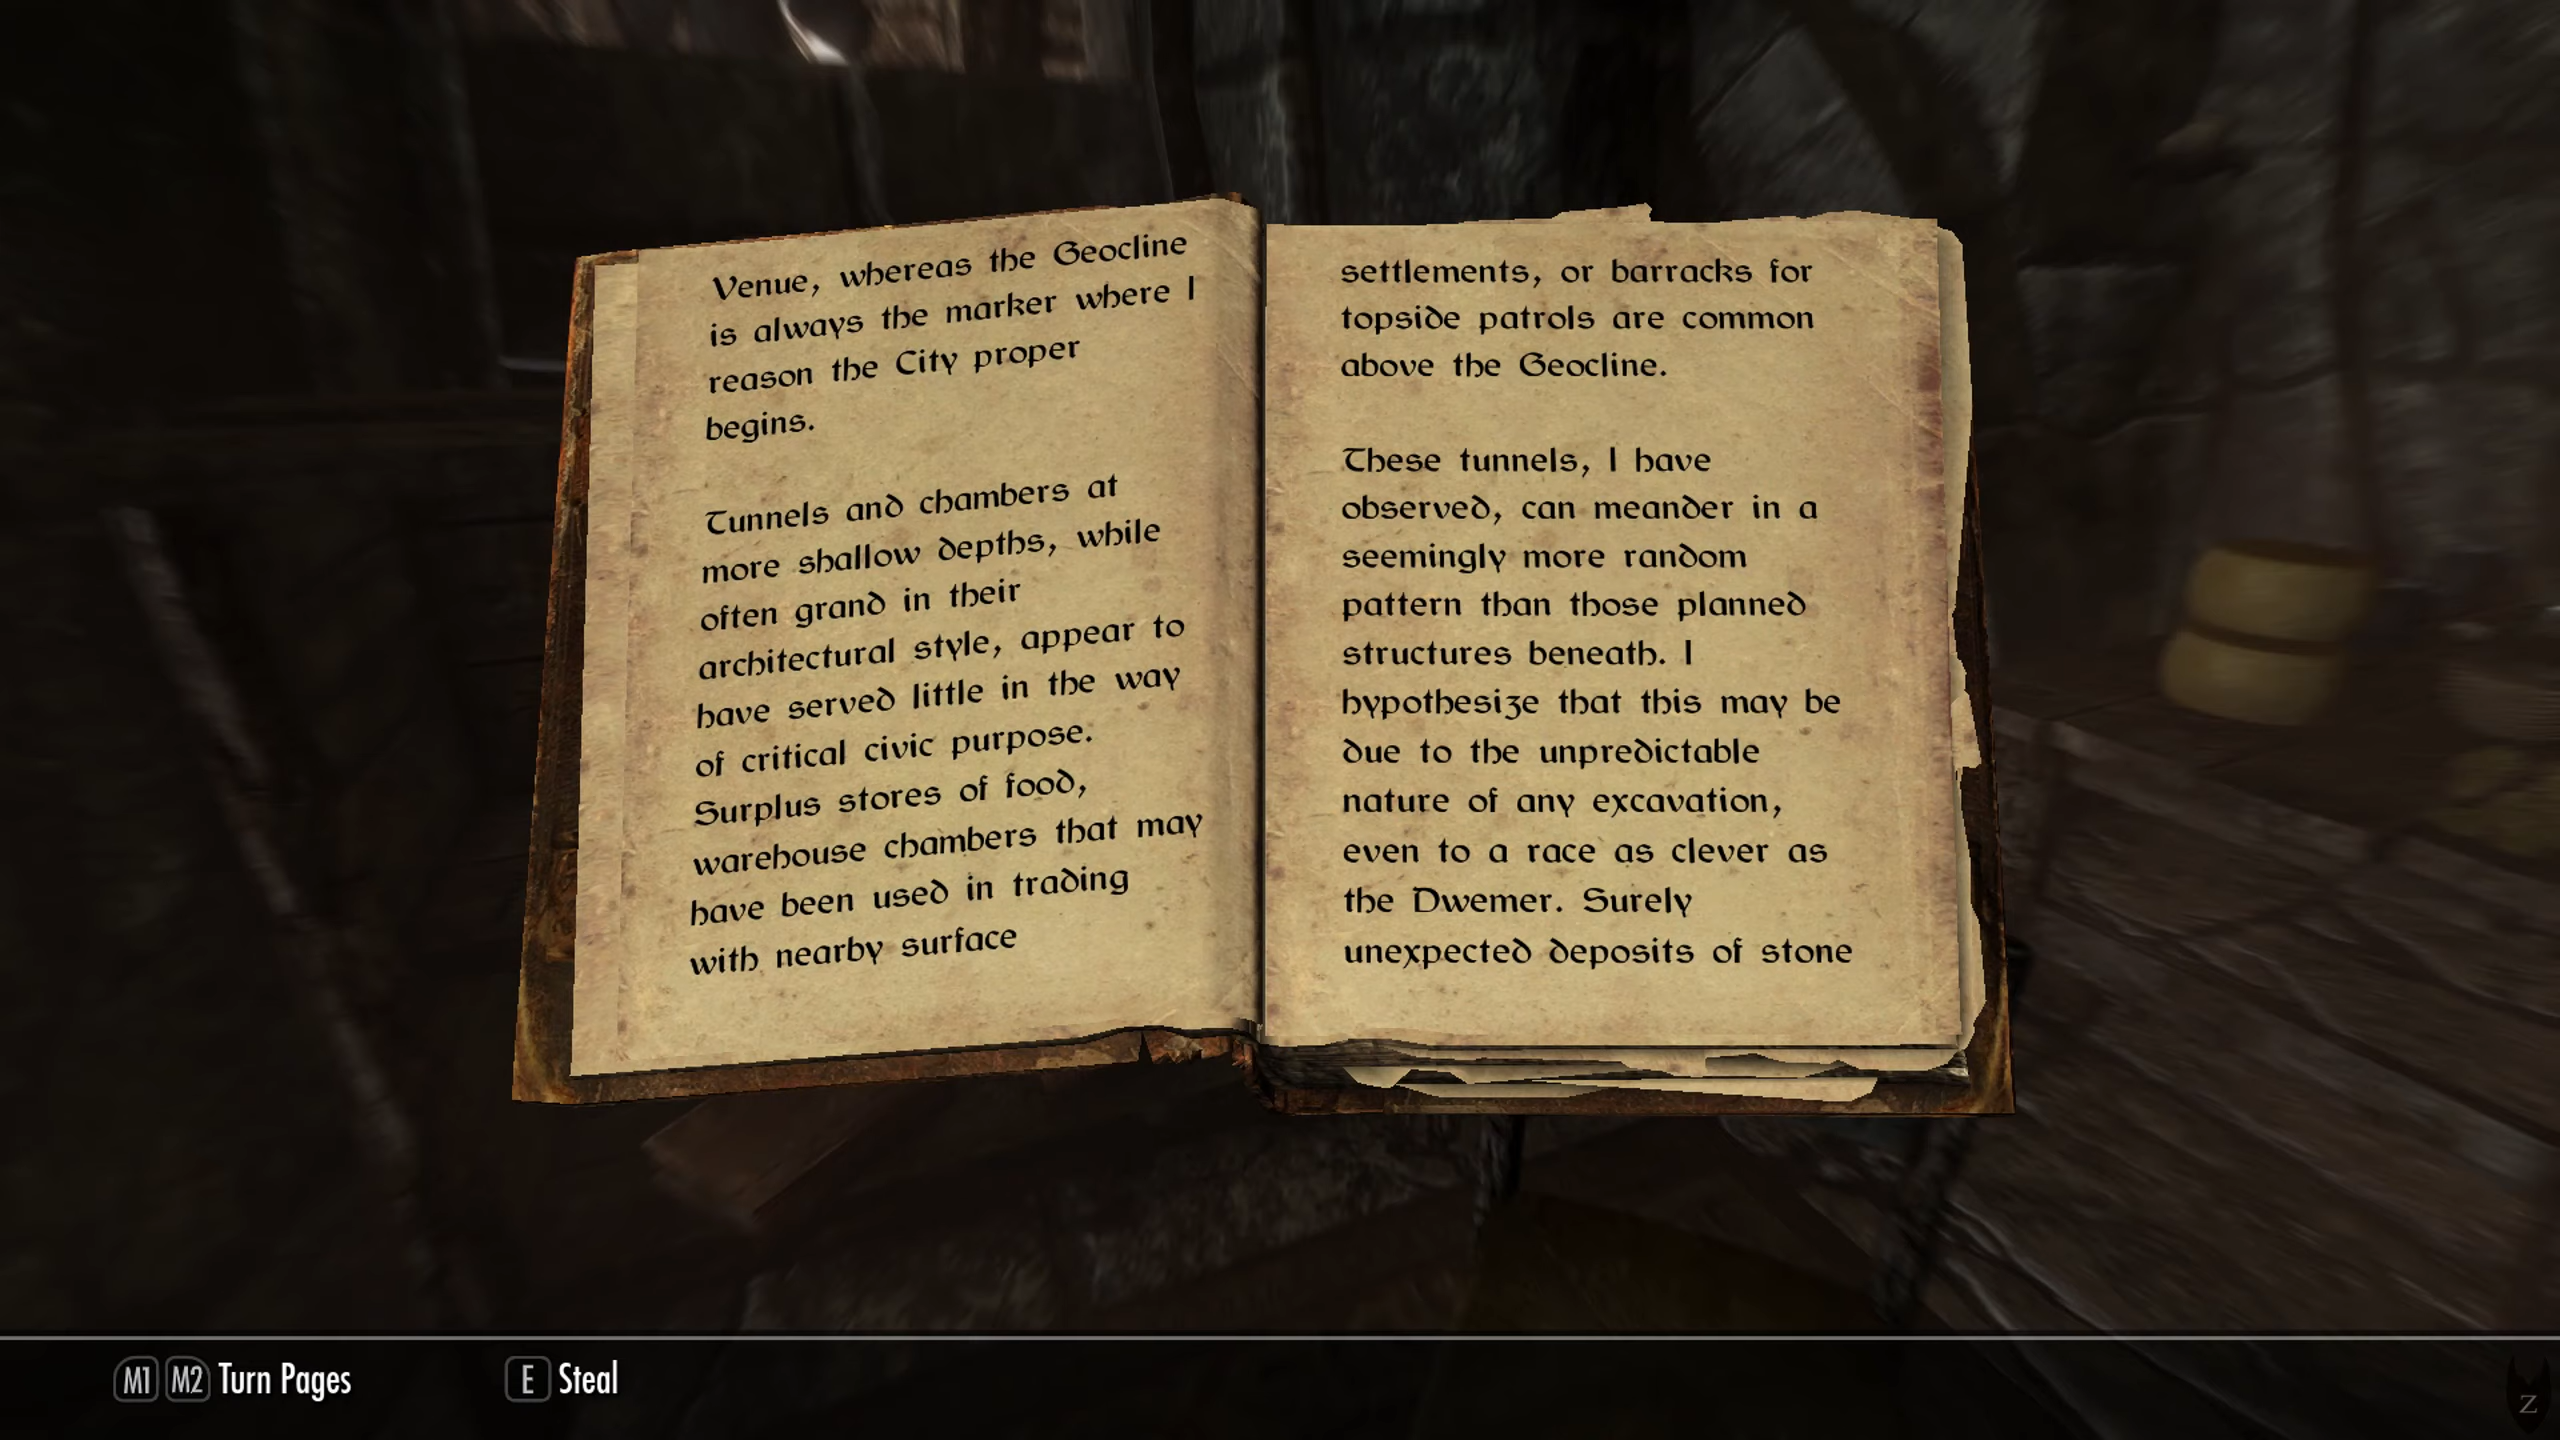 Venue, whereas the Geocline
is always the marker where I
reason the City proper
begins.
Tunnels and chambers at
more shallow depths, while
often grand in their
architectural style, appear to
have served little in the way
of critical civic purpose.
Surplus stores of food,
warehouse chambers that may
have been used in trading
with nearby surface
settlements, or barracks for
topside patrols are common
above the Geocline.
These tunnels, I have
observed, can meander in a
seemingly more random
pattern than those planned
structures beneath. I
hypothesize that this may be
due to the unpredictable
nature of any excavation,
even to a race as clever as
the Dwemer. Surely
unexpected deposits of stone
M1 M2 Turn Pages
E Steal
Z